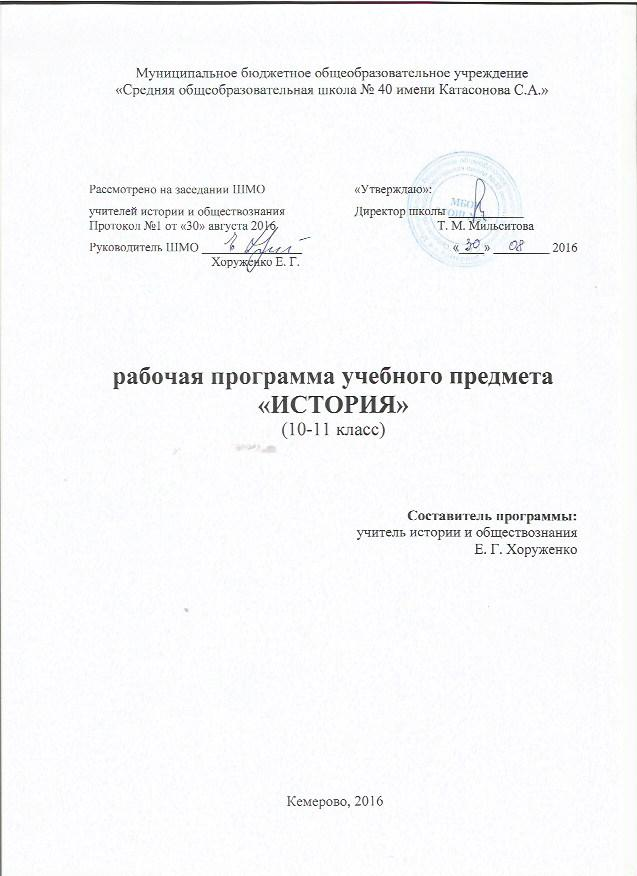 Муниципальное бюджетное общеобразовательное учреждение
«Средняя общеобразовательная школа № 40 имени Катасонова С.А.»
Рассмотрено на заседании ШМО
учителей истории и обществознания
Протокол №1 от «30» августа 2016
Руководитель ШМО
Хоруженко Е. Г.
«Утверждаю»:
Директор школы
Т. М. Мильситова
«30» 08 2016
рабочая программа учебного предмета
«ИСТОРИЯ»
(10-11 класс)
Составитель программы:
учитель истории и обществознания
Е. Г. Хоруженко
Кемерово, 2016